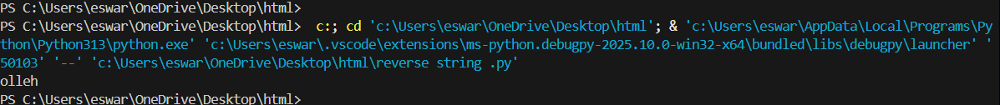 PS C:\Users\eswar\OneDrive\Desktop\html>
PS C:\Users\eswar\OneDrive\Desktop\html>  c:; cd 'c:\Users\eswar\OneDrive\Desktop\html'; & 'c:\Users\eswar\AppData\Local\Programs\Py
thon\Python313\python.exe' 'c:\Users\eswar\.vscode\extensions\ms-python.debugpy-2025.10.0-win32-x64\bundled\libs\debugpy\launcher' '
50103' '--' 'c:\Users\eswar\OneDrive\Desktop\html\reverse string .py'
olleh
PS C:\Users\eswar\OneDrive\Desktop\html>